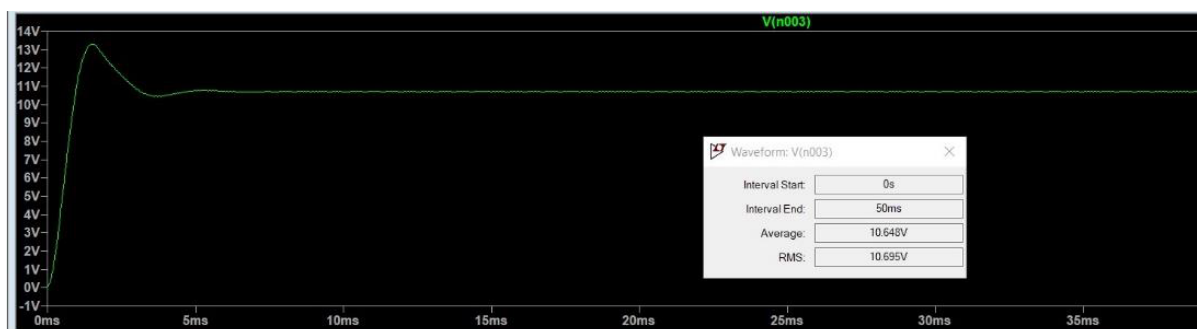 V(n003)
14V
13V
12V
11V
10V
9V
8V
7V
6V
5V
4V
3V
2V
1V
0V
-1V
0ms 5ms 10ms 15ms 20ms 25ms 30ms 35ms
Waveform: V(n003)
Interval Start: 0s
Interval End: 50ms
Average: 10.648V
RMS: 10.695V